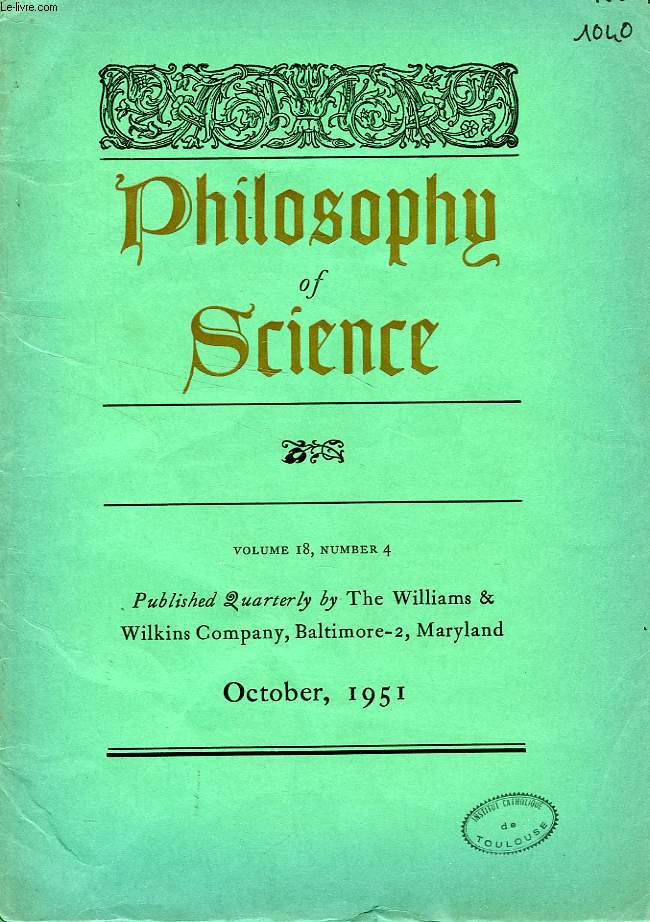 Le-livre.com
1040
Philosophy
of
Science
VOLUME 18, NUMBER 4
Published Quarterly by The Williams &
Wilkins Company, Baltimore-2, Maryland
October, 1951
INSTITUT CATHOLIQUE
de
TOULOUSE